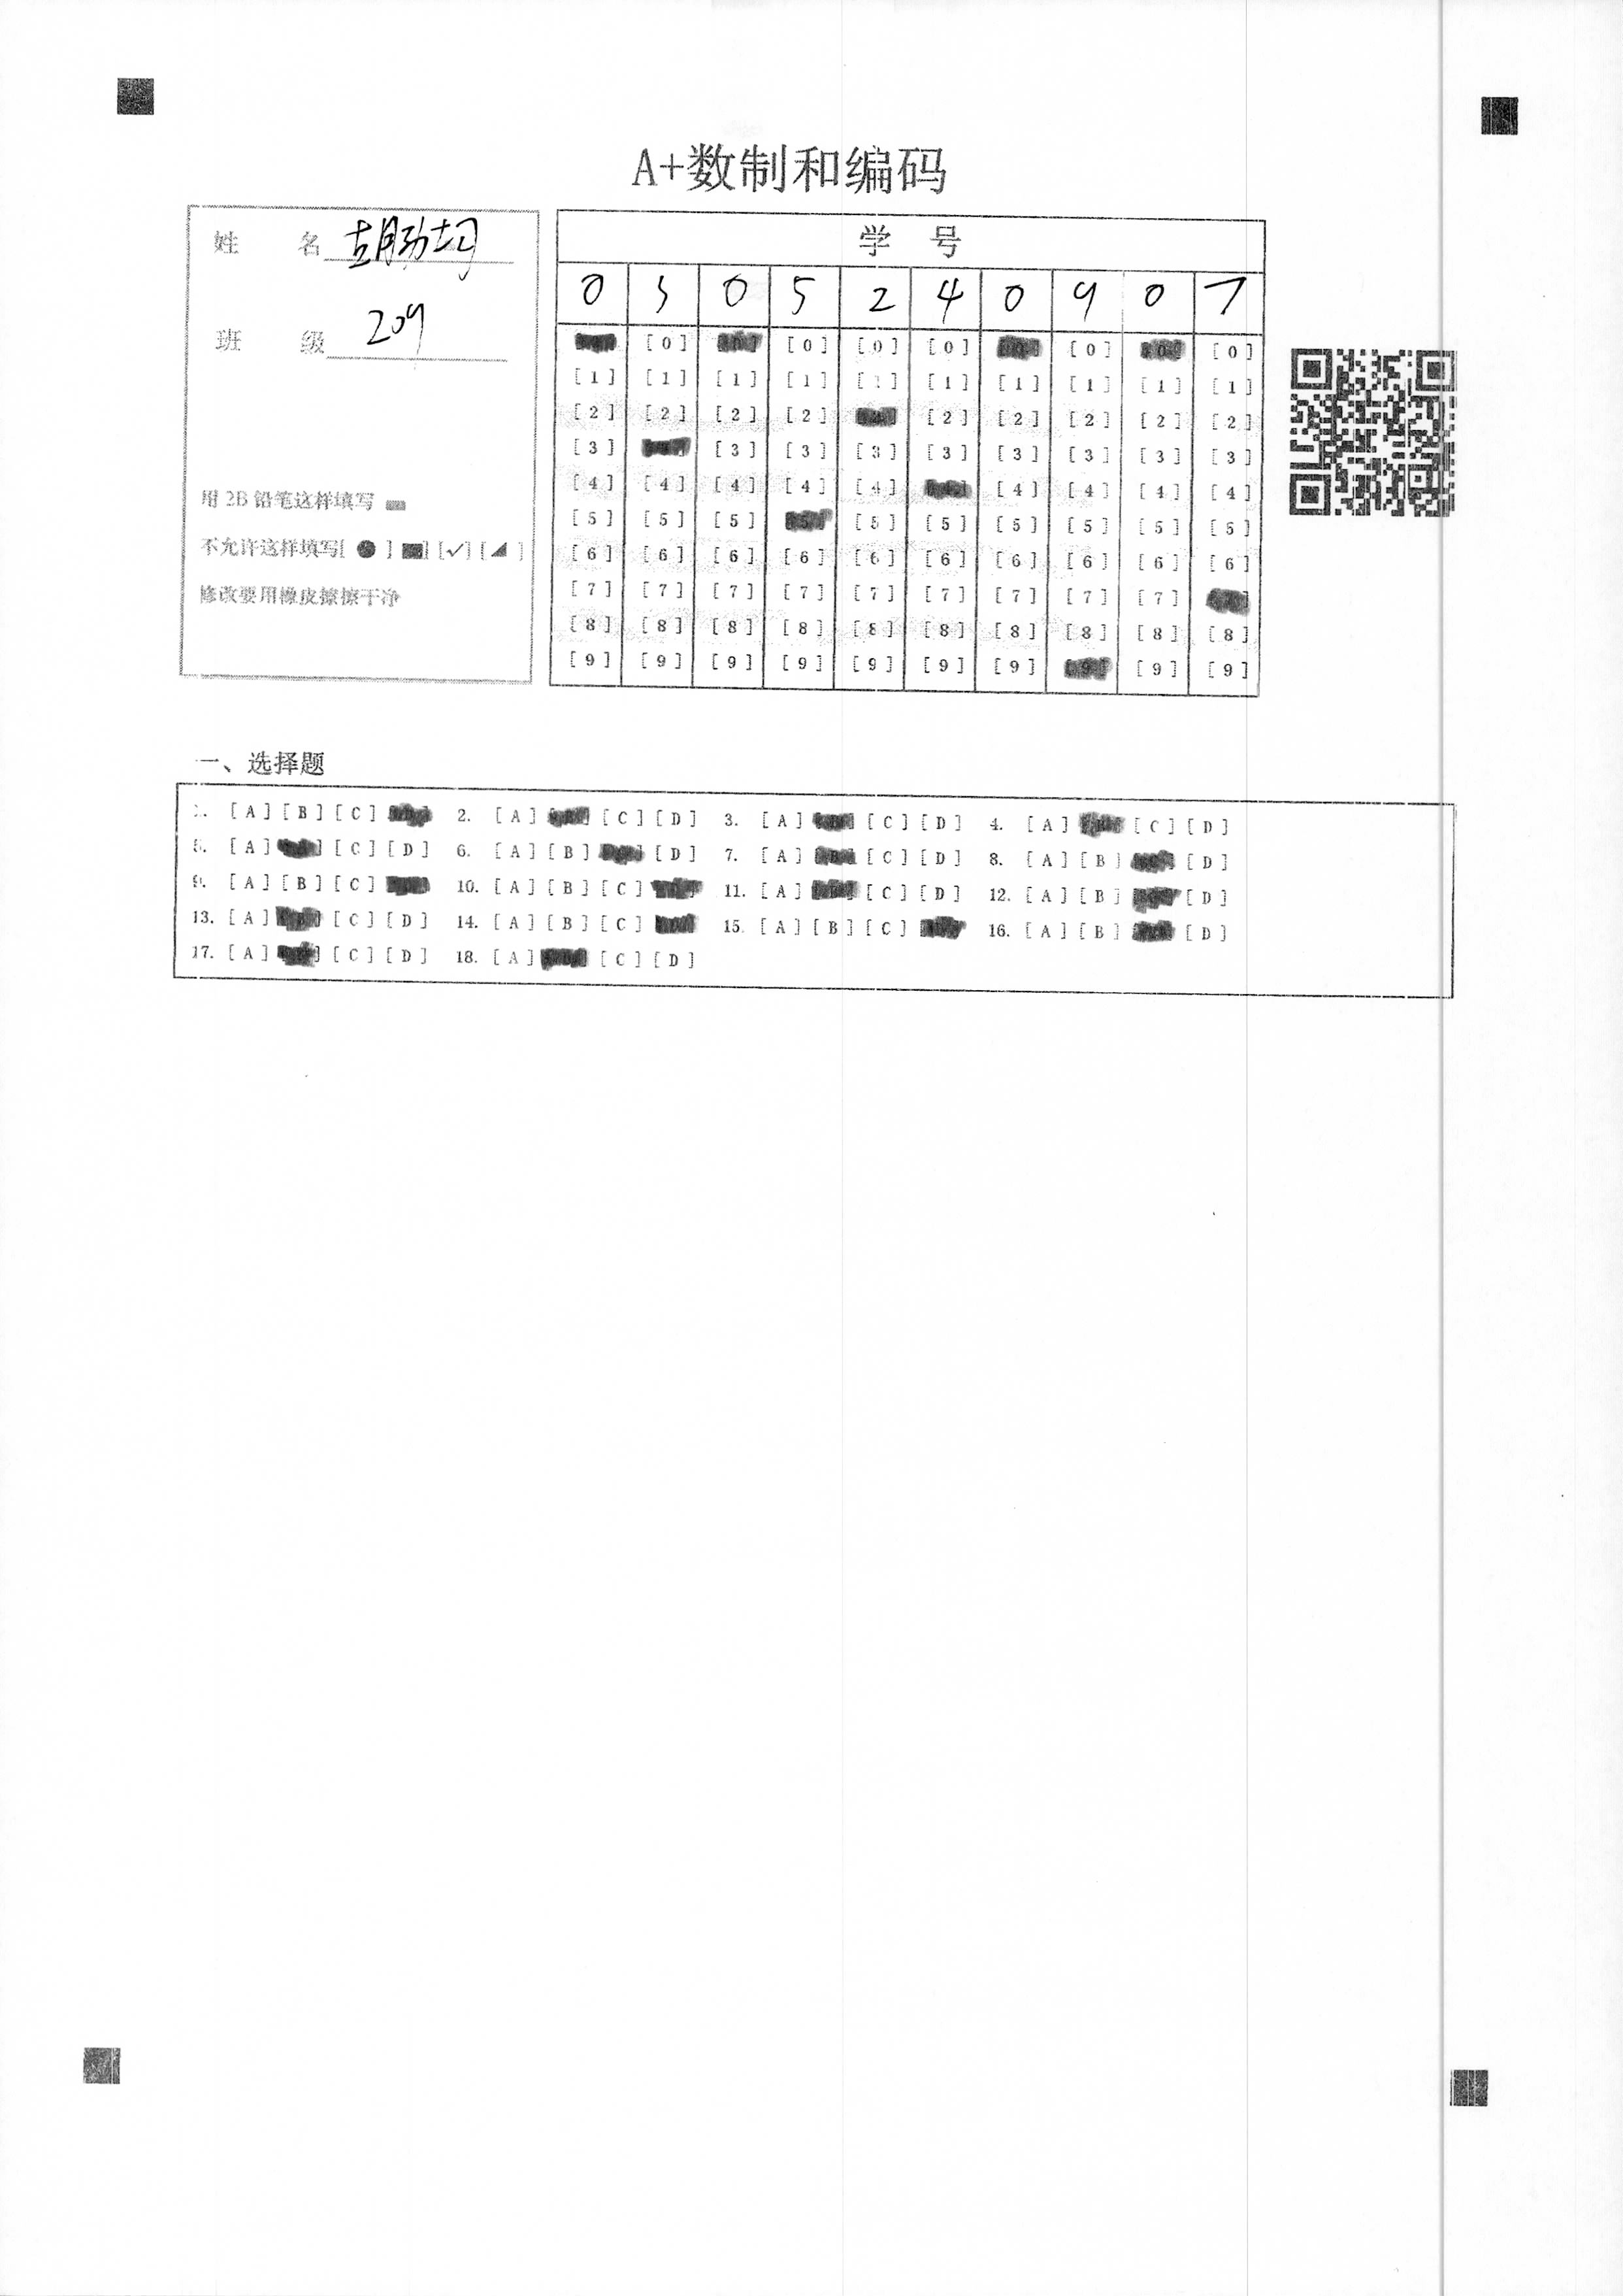 A+数制和编码
姓 名 胡劲均
班 级 209
用 2B 铅笔这样填写
不允许这样填写[ ● ] [■] [✓] [◢ ]
修改要用橡皮擦擦干净
学 号
0 3 0 5 2 4 0 9 0 7
[0] [0] [0] [0] [0] [0] [0]
[1] [1] [1] [1] [1] [1] [1] [1] [1] [1]
[2] [2] [2] [2] [2] [2] [2] [2] [2]
[3] [3] [3] [3] [3] [3] [3] [3] [3]
[4] [4] [4] [4] [4] [4] [4] [4] [4]
[5] [5] [5] [5] [5] [5] [5] [5] [5] [5]
[6] [6] [6] [6] [6] [6] [6] [6] [6] [6]
[7] [7] [7] [7] [7] [7] [7] [7] [7]
[8] [8] [8] [8] [8] [8] [8] [8] [8] [8]
[9] [9] [9] [9] [9] [9] [9] [9] [9] [9]
一、选择题
1. [A] [B] [C] 2. [A] [C] [D] 3. [A] [C] [D] 4. [A] [C] [D]
5. [A] [C] [D] 6. [A] [B] [D] 7. [A] [C] [D] 8. [A] [B] [D]
9. [A] [B] [C] 10. [A] [B] [C] 11. [A] [C] [D] 12. [A] [B] [D]
13. [A] [C] [D] 14. [A] [B] [C] 15. [A] [B] [C] 16. [A] [B] [D]
17. [A] [C] [D] 18. [A] [C] [D]